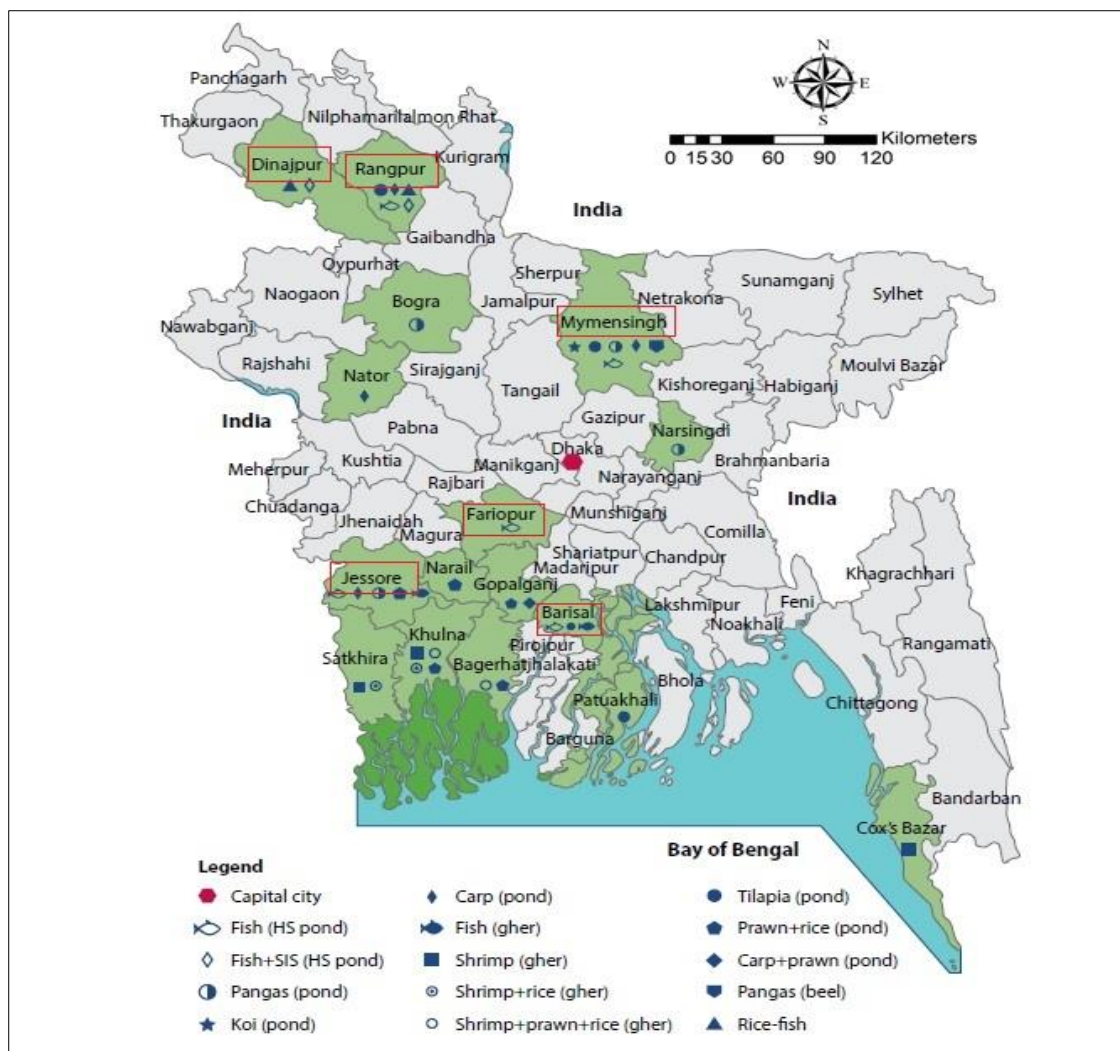 N
W E
S
Kilometers
0 15 30 60 90 120
Panchagarh
Thakurgaon
Nilphamari
lalmon Rhat
Kurigram
Dinajpur
Rangpur
India
Gaibandha
Oypurhat
Sherpur
Naogaon
Bogra
Jamalpur
Netrakona
Sunamganj
Sylhet
Nawabganj
Mymensingh
Rajshahi
Nator
Sirajganj
Tangail
Kishoreganj
Habiganj
Moulvi Bazar
India
Pabna
Gazipur
Narsingdi
Dhaka
Meherpur
Kushtia
Manikganj
Narayanganj
Brahmanbaria
Rajbari
India
Chuadanga
Jhenaidah
Magura
Fariopur
Munshiganj
Comilla
Shariatpur
Chandpur
Madaripur
Jessore
Narail
Gopalganj
Khagrachhari
Barisal
Lakshmipur
Feni
Noakhali
Khulna
Pirojpur
Rangamati
Satkhira
Bagerhat
jhalakati
Bhola
Patuakhali
Chittagong
Barguna
Bandarban
Cox's Bazar
Bay of Bengal
Legend
Capital city
Carp (pond)
Tilapia (pond)
Fish (HS pond)
Fish (gher)
Prawn+rice (pond)
Fish+SIS (HS pond)
Shrimp (gher)
Carp+prawn (pond)
Pangas (pond)
Shrimp+rice (gher)
Pangas (beel)
Koi (pond)
Shrimp+prawn+rice (gher)
Rice-fish